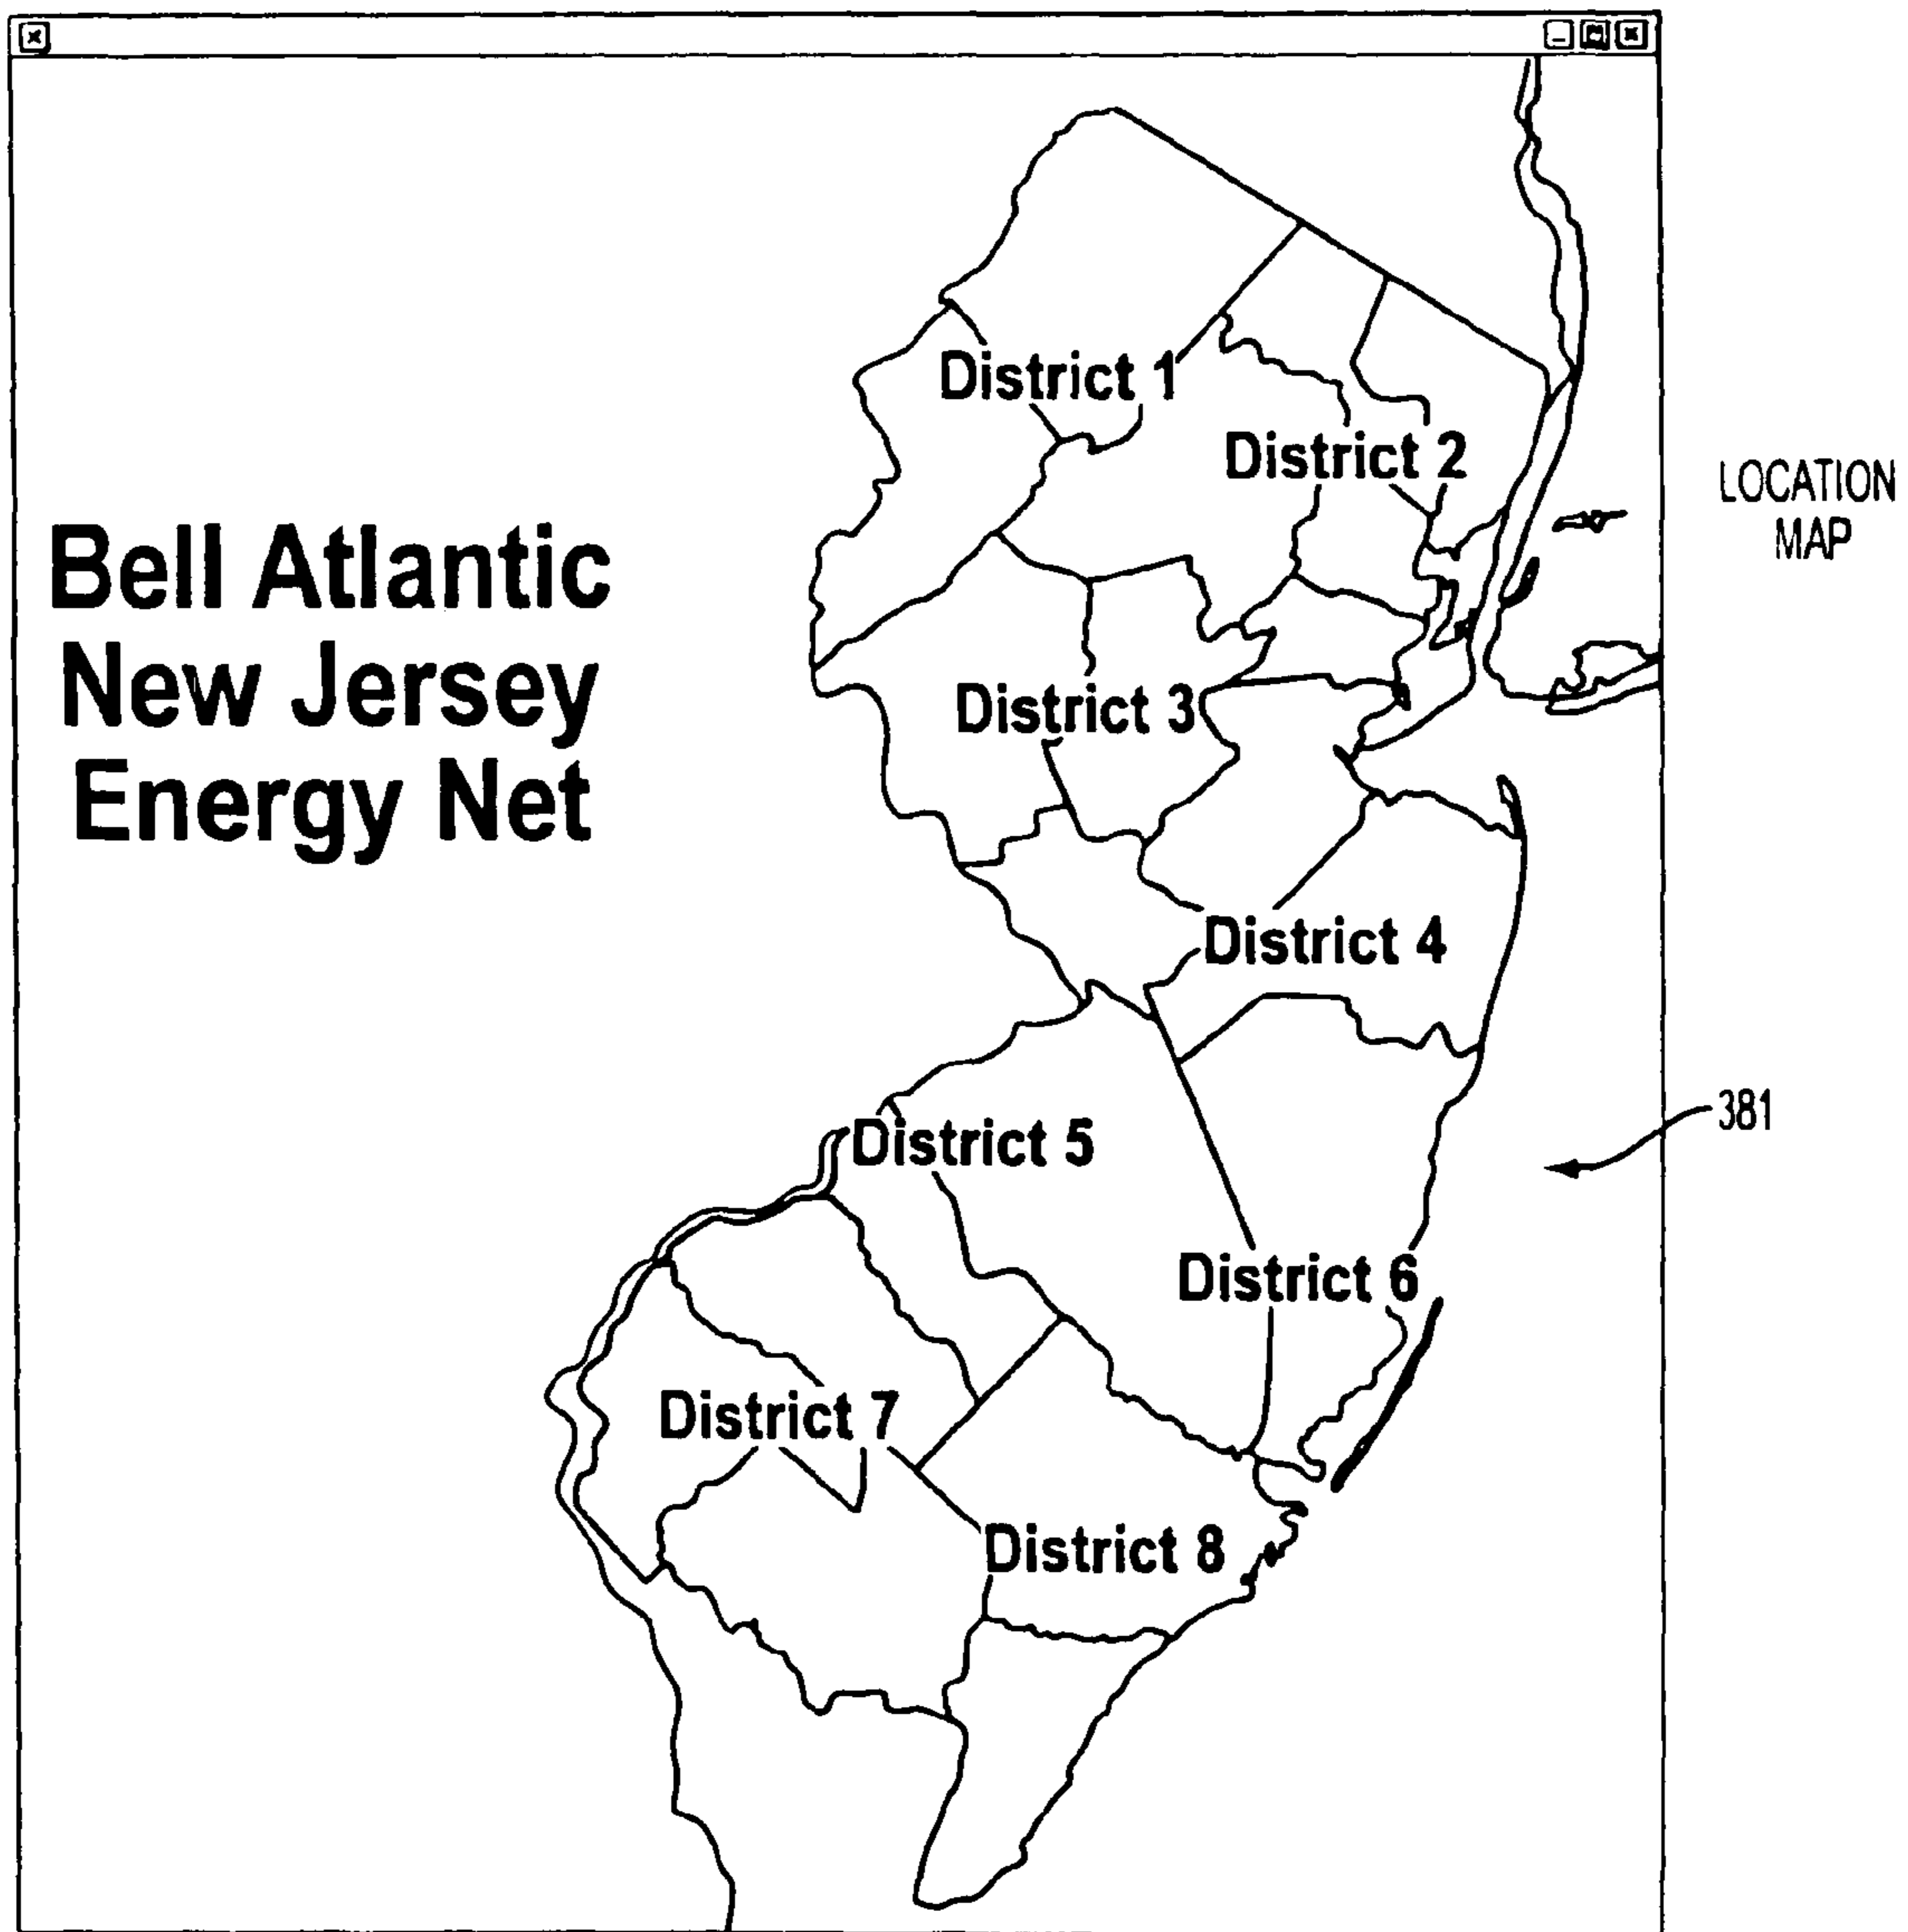 Bell Atlantic
New Jersey
Energy Net
District 1
District 2
District 3
District 4
District 5
District 6
District 7
District 8
LOCATION
MAP
381